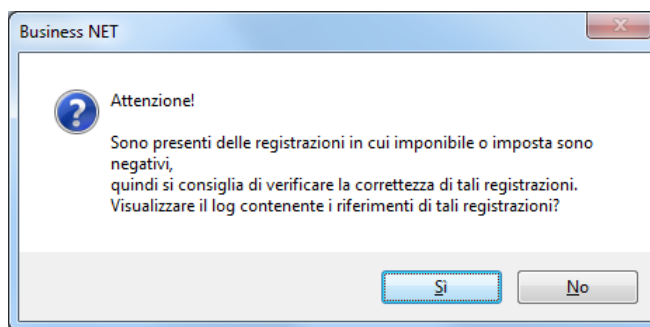 Business NET
Attenzione!
Sono presenti delle registrazioni in cui imponibile o imposta sono
negativi,
quindi si consiglia di verificare la correttezza di tali registrazioni.
Visualizzare il log contenente i riferimenti di tali registrazioni?
Sì
No